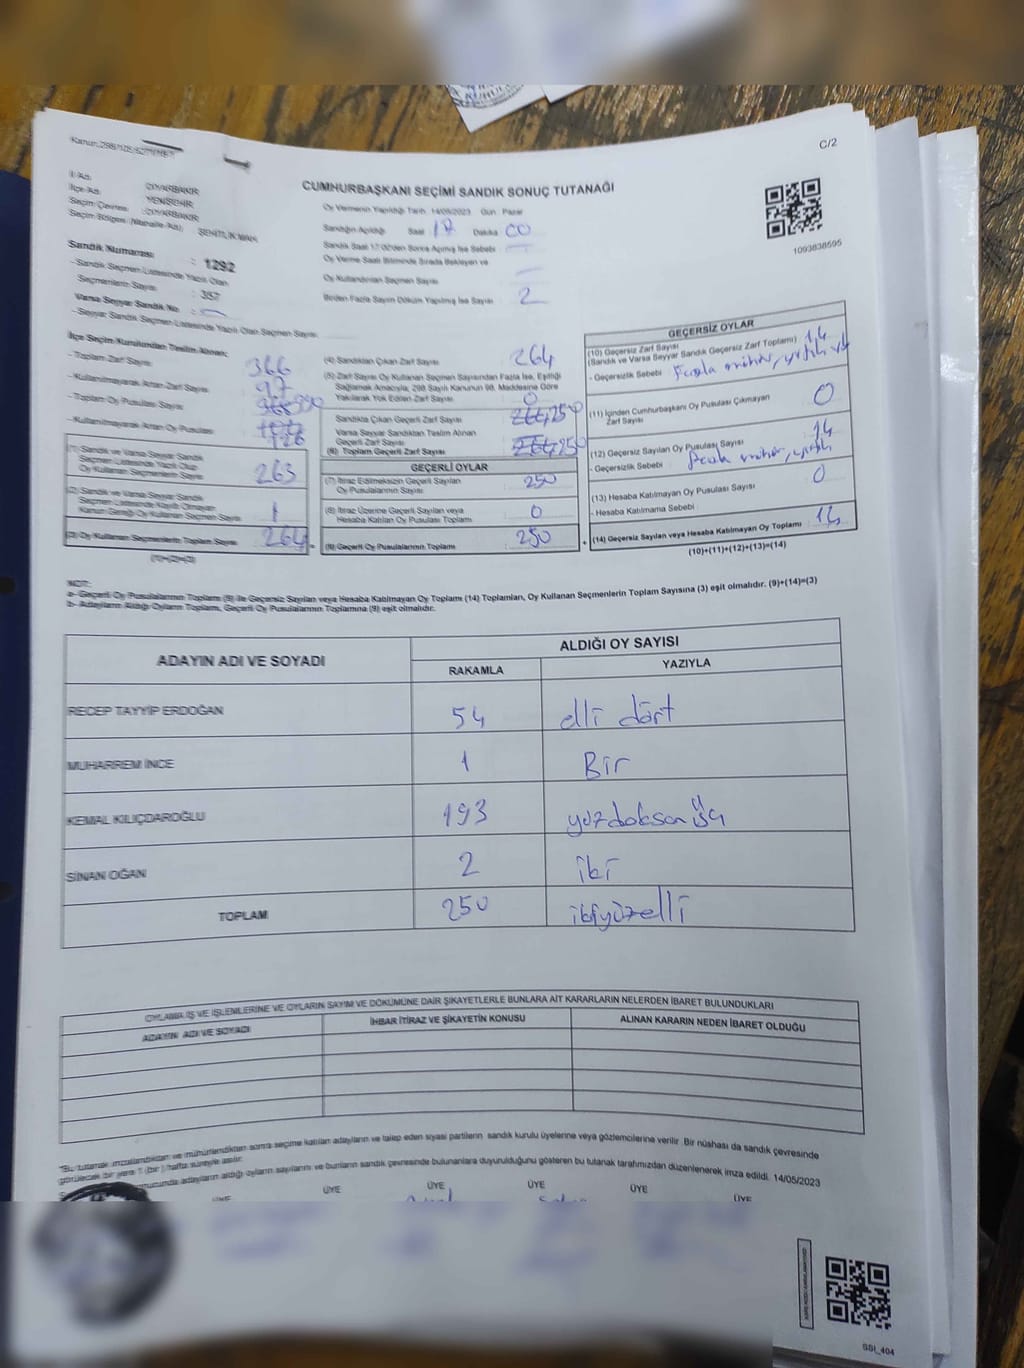 C/2
CUMHURBAŞKANI SEÇİMİ SANDIK SONUÇ TUTANAĞI
İl Adı DİYARBAKIR
İlçe Adı YENİŞEHİR
Seçim Çevresi DİYARBAKIR
Seçim Bölgesi (Mahalle Adı) ŞEHİTLİK MAH.
Sandık Numarası : 1292
- Sandık Seçmen Listesinde Yazılı Olan
Seçmenlerin Sayısı : 357
Varsa Seyyar Sandık No
- Seyyar Sandık Seçmen Listesinde Yazılı Olan Seçmen Sayısı
Oy Vermenin Yapıldığı Tarih 14/05/2023 Gün Pazar
Sandığın Açıldığı Saat 17 Dakika 00
Sandık Saat 17.00'den Sonra Açılmış İse Sebebi
Oy Verme Saati Bitiminde Sırada Bekleyen ve
Oy Kullandırılan Seçmen Sayısı
Birden Fazla Sayım Döküm Yapılmış İse Sayısı 2
1093838595
İlçe Seçim Kurulundan Teslim Alınan;
- Toplam Zarf Sayısı 366
- Kullanılmayarak Artan Zarf Sayısı 97
- Toplam Oy Pusulası Sayısı
- Kullanılmayarak Artan Oy Pusulası 126
(1) Sandık ve Varsa Seyyar Sandık
Seçmen Listesinde Yazılı Olup
Oy Kullanan Seçmenlerin Sayısı 263
(2) Sandık ve Varsa Seyyar Sandık
Seçmen Listesinde Kayıtlı Olmayan
Kanun Gereği Oy Kullanan Seçmen Sayısı 1
(3) Oy Kullanan Seçmenlerin Toplam Sayısı 264
(1)+(2)=(3)
(4) Sandıktan Çıkan Zarf Sayısı 264
(5) Zarf Sayısı Oy Kullanan Seçmen Sayısından Fazla İse, Eşitliği
Sağlamak Amacıyla, 298 Sayılı Kanunun 98. Maddesine Göre
Yakılarak Yok Edilen Zarf Sayısı 0
Sandıkta Çıkan Geçerli Zarf Sayısı 264 250
Varsa Seyyar Sandıktan Teslim Alınan
Geçerli Zarf Sayısı
(6) Toplam Geçerli Zarf Sayısı 264 250
GEÇERLİ OYLAR
(7) İtiraz Edilmeksizin Geçerli Sayılan
Oy Pusulalarının Sayısı 250
(8) İtiraz Üzerine Geçerli Sayılan veya
Hesaba Katılan Oy Pusulası Toplamı 0
(9) Geçerli Oy Pusulalarının Toplamı 250
GEÇERSİZ OYLAR
(10) Geçersiz Zarf Sayısı
(Sandık ve Varsa Seyyar Sandık Geçersiz Zarf Toplamı) 14
- Geçersizlik Sebebi Fazla mühür, yırtık
(11) İçinden Cumhurbaşkanı Oy Pusulası Çıkmayan
Zarf Sayısı 0
(12) Geçersiz Sayılan Oy Pusulası Sayısı 14
- Geçersizlik Sebebi Fazla mühür, yırtık
(13) Hesaba Katılmayan Oy Pusulası Sayısı 0
- Hesaba Katılmama Sebebi
(14) Geçersiz Sayılan veya Hesaba Katılmayan Oy Toplamı 14
(10)+(11)+(12)+(13)=(14)
NOT:
a- Geçerli Oy Pusulalarının Toplamı (9) ile Geçersiz Sayılan veya Hesaba Katılmayan Oy Toplamı (14) Toplamları, Oy Kullanan Seçmenlerin Toplam Sayısına (3) eşit olmalıdır. (9)+(14)=(3)
b- Adayların Aldığı Oyların Toplamı, Geçerli Oy Pusulalarının Toplamına (9) eşit olmalıdır.
ADAYIN ADI VE SOYADI ALDIĞI OY SAYISI
RAKAMLA YAZIYLA
RECEP TAYYİP ERDOĞAN 54 elli dört
MUHARREM İNCE 1 Bir
KEMAL KILIÇDAROĞLU 193 yüzdoksan üç
SİNAN OĞAN 2 iki
TOPLAM 250 ikiyüzelli
OYLAMA İŞ VE İŞLEMLERİNE VE OYLARIN SAYIM VE DÖKÜMÜNE DAİR ŞİKAYETLERLE BUNLARA AİT KARARLARIN NELERDEN İBARET BULUNDUKLARI
ADAYIN ADI VE SOYADI İHBAR İTİRAZ VE ŞİKAYETİN KONUSU ALINAN KARARIN NEDEN İBARET OLDUĞU
"Bu tutanak imzalandıktan ve mühürlendikten sonra seçime katılan adayların ve talep eden siyasi partilerin sandık kurulu üyelerine veya gözlemcilerine verilir. Bir nüshası da sandık çevresinde
görülecek bir yere 1 (bir) hafta süreyle asılır.
sonucunda adayların aldığı oyların sayılarını ve bunların sandık çevresinde bulunanlara duyurulduğunu gösteren bu tutanak tarafımızdan düzenlenerek imza edildi. 14/05/2023
ÜYE ÜYE ÜYE ÜYE ÜYE ÜYE
SSI_404